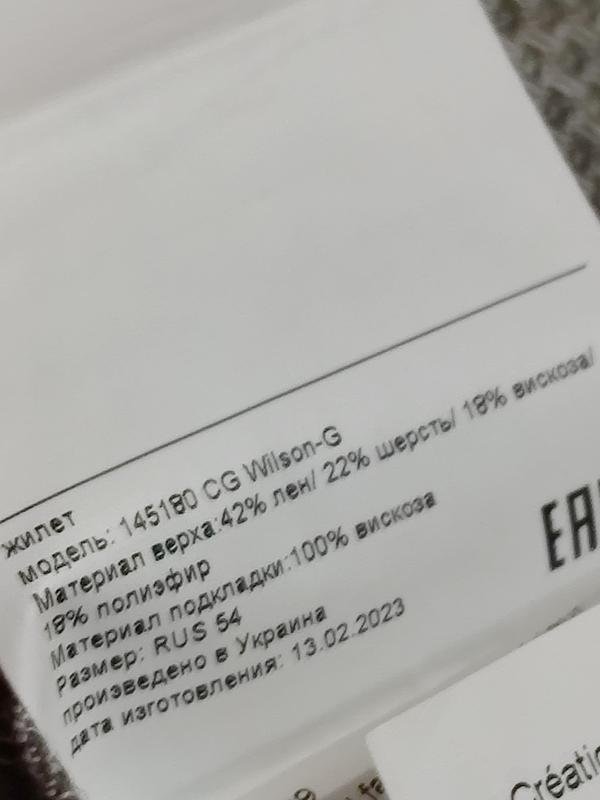 жилет
модель: 145180 CG Wilson-G
Материал верха:42% лен/ 22% шерсть/ 18% вискоза/
18% полиэфир
Материал подкладки:100% вискоза
Размер: RUS 54
произведено в Украина
дата изготовления: 13.02.2023
EAC